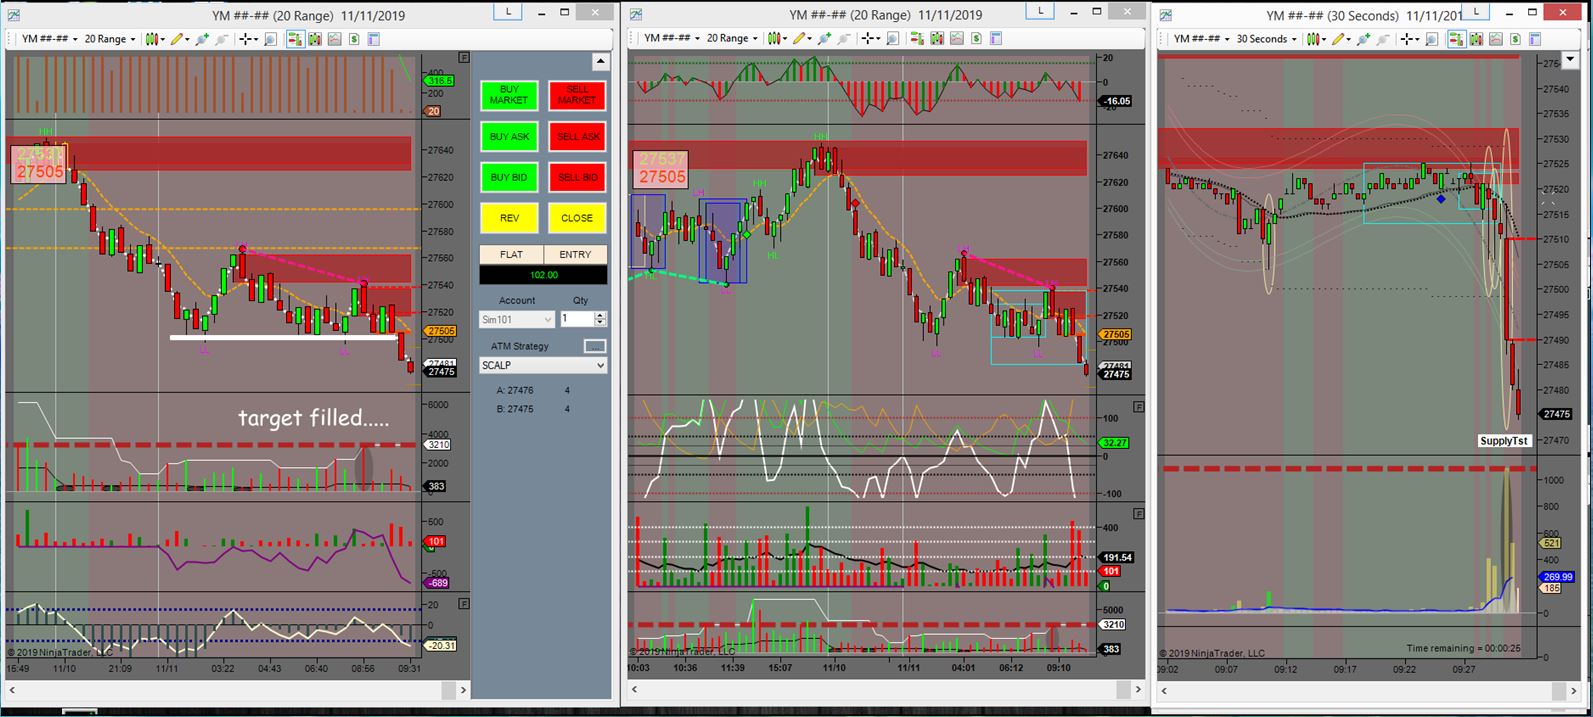 YM ##-## (20 Range)  11/11/2019
L
YM ##-##
20 Range
F
400
316.5
200
20
HH
27537
27505
27640
27620
27600
27580
27560
27540
27520
27505
27500
27481
27475
LL
LL
target filled.....
6000
3210
2000
383
F
600
101
0
-500
-689
F
20
0
-20.31
© 2019 NinjaTrader, LLC
15:49
11/10
21:09
11/11
03:22
04:43
06:40
08:56
09:31
BUY MARKET
SELL MARKET
BUY ASK
SELL ASK
BUY BID
SELL BID
REV
CLOSE
FLAT
ENTRY
102.00
Account
Qty
Sim101
1
ATM Strategy
...
SCALP
A: 27476
4
B: 27475
4
YM ##-## (20 Range)  11/11/2019
L
YM ##-##
20 Range
20
0
-16.05
27537
27505
HH
LH
HH
HL
HL
LH
LL
LL
27640
27620
27600
27580
27560
27540
27520
27505
27500
27481
27475
F
100
32.27
0
-100
F
400
191.54
101
0
5000
3210
383
© 2019 NinjaTrader, LLC
10:03
10:36
11:39
15:07
11/10
11/11
04:01
06:12
09:10
YM ##-## (30 Seconds)  11/11/201
L
YM ##-##
30 Seconds
27640
27630
27525
27520
27515
27510
27505
27500
27495
27490
27480
27475
27470
SupplyTst
1000
800
600
521
400
269.99
185
0
0
© 2019 NinjaTrader, LLC
Time remaining = 00:00:25
09:02
09:07
09:12
09:17
09:22
09:27